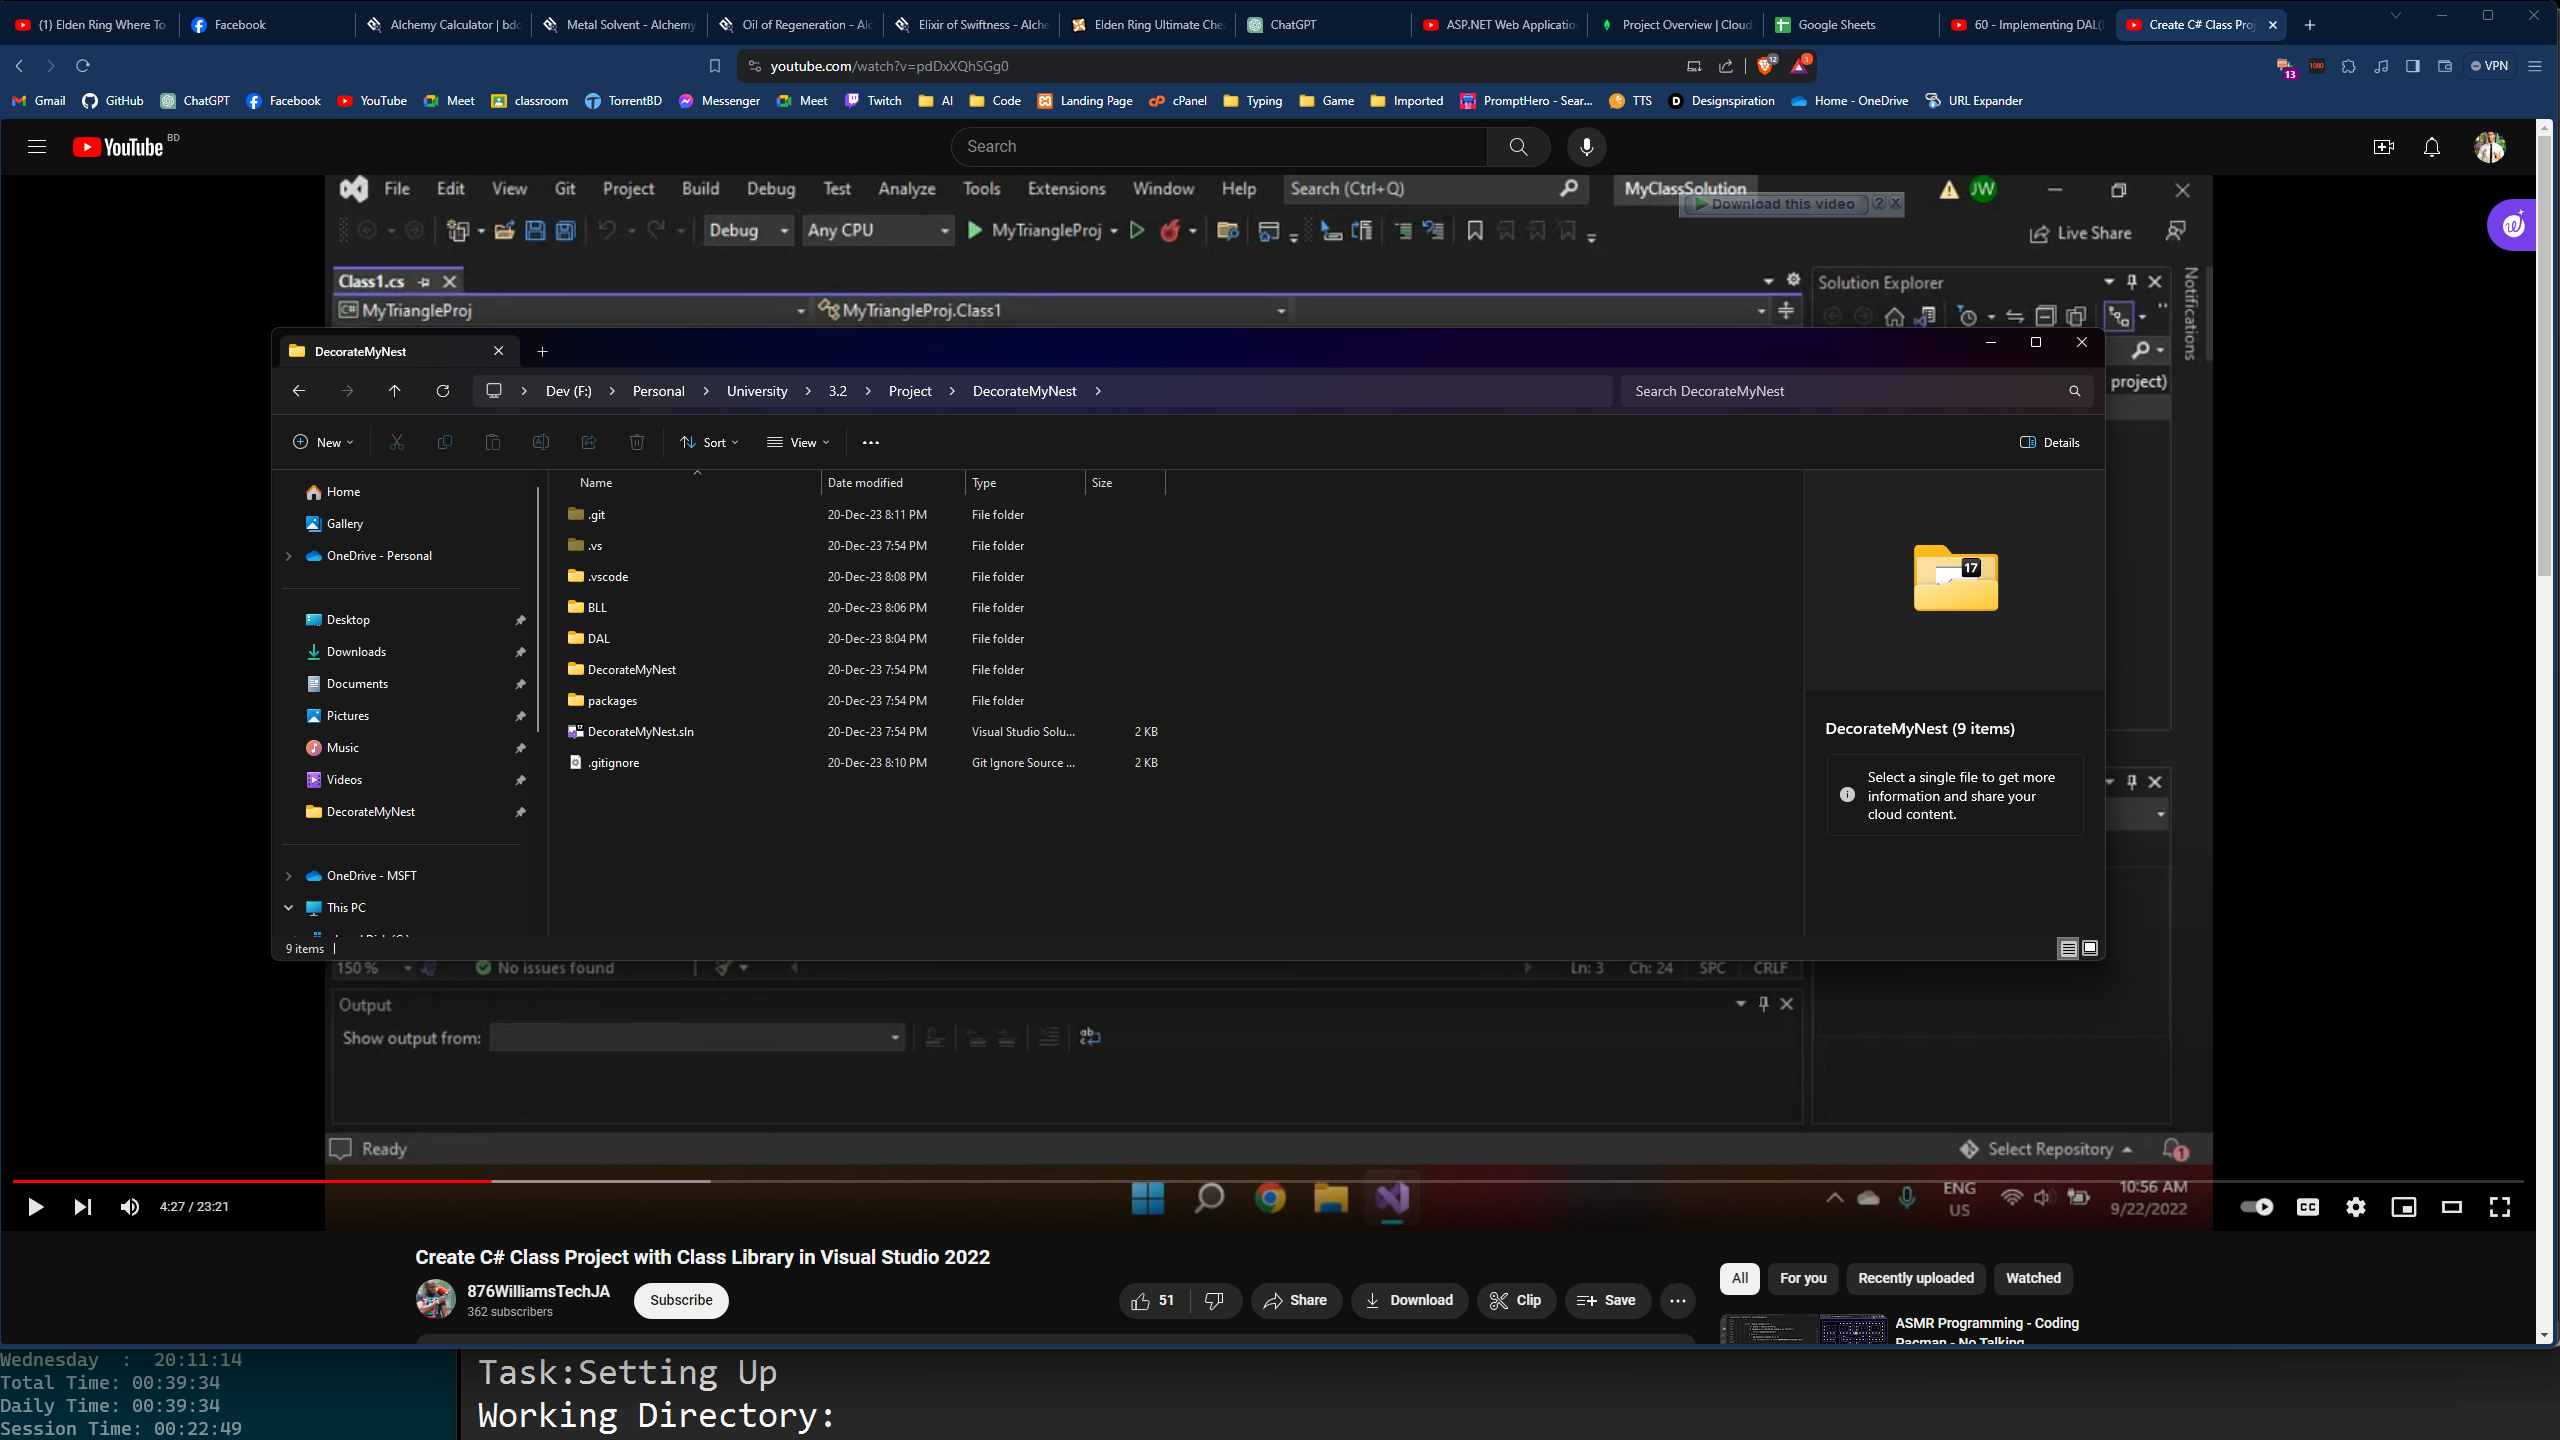 (1) Elden Ring Where To
Facebook
Alchemy Calculator | bdo
Metal Solvent - Alchemy
Oil of Regeneration - Alc
Elixir of Swiftness - Alche
Elden Ring Ultimate Che
ChatGPT
ASP.NET Web Application
Project Overview | Cloud
Google Sheets
60 - Implementing DAL(
Create C# Class Proj
youtube.com/watch?v=pdDxXQhSGg0
12
1
13
1080
VPN
Gmail
GitHub
ChatGPT
Facebook
YouTube
Meet
classroom
TorrentBD
Messenger
Meet
Twitch
AI
Code
Landing Page
cPanel
Typing
Game
Imported
PromptHero - Sear...
TTS
Designspiration
Home - OneDrive
URL Expander
YouTube BD
Search
File Edit View Git Project Build Debug Test Analyze Tools Extensions Window Help Search (Ctrl+Q) MyClassSolution JW
Download this video ? X
Debug Any CPU MyTriangleProj Live Share
Class1.cs Solution Explorer Notifications
MyTriangleProj MyTriangleProj.Class1
project)
DecorateMyNest
Dev (F:) > Personal > University > 3.2 > Project > DecorateMyNest > Search DecorateMyNest
New Sort View Details
Home
Gallery
OneDrive - Personal
Desktop
Downloads
Documents
Pictures
Music
Videos
DecorateMyNest
OneDrive - MSFT
This PC
Name Date modified Type Size
.git 20-Dec-23 8:11 PM File folder
.vs 20-Dec-23 7:54 PM File folder
.vscode 20-Dec-23 8:08 PM File folder
BLL 20-Dec-23 8:06 PM File folder
DAL 20-Dec-23 8:04 PM File folder
DecorateMyNest 20-Dec-23 7:54 PM File folder
packages 20-Dec-23 7:54 PM File folder
DecorateMyNest.sln 20-Dec-23 7:54 PM Visual Studio Solu... 2 KB
.gitignore 20-Dec-23 8:10 PM Git Ignore Source ... 2 KB
17
DecorateMyNest (9 items)
Select a single file to get more
information and share your
cloud content.
9 items
150 % No issues found Ln: 3 Ch: 24 SPC CRLF
Output
Show output from:
Ready Select Repository 1
4:27 / 23:21
ENG
US
10:56 AM
9/22/2022
CC
Create C# Class Project with Class Library in Visual Studio 2022
876WilliamsTechJA
362 subscribers
Subscribe
51
Share
Download
Clip
Save
All
For you
Recently uploaded
Watched
ASMR Programming - Coding
Pacman - No Talking
Wednesday : 20:11:14
Total Time: 00:39:34
Daily Time: 00:39:34
Session Time: 00:22:49
Task:Setting Up
Working Directory: